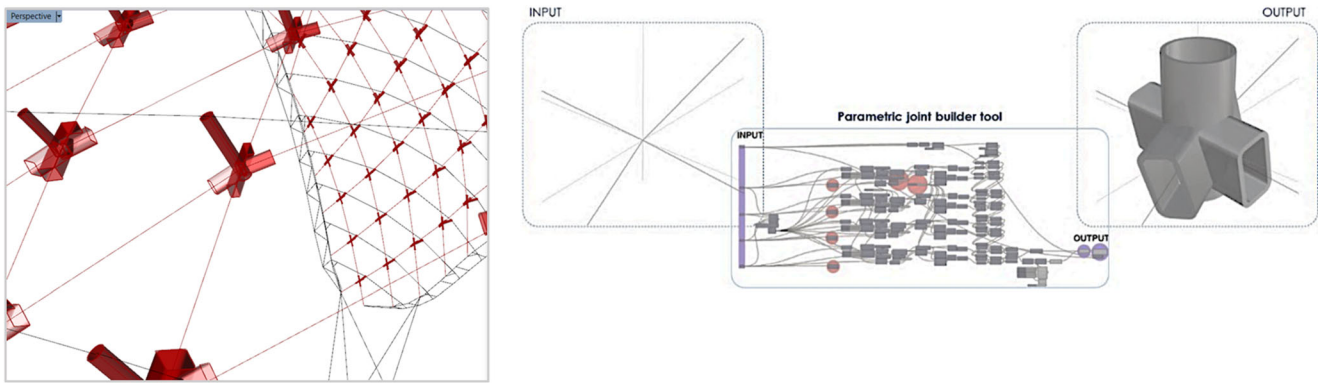 Perspective
INPUT
OUTPUT
Parametric joint builder tool
INPUT
OUTPUT